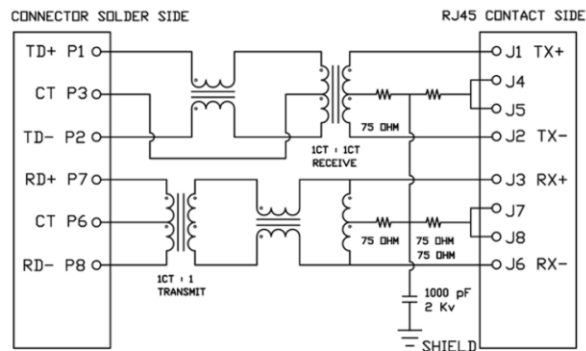 CONNECTOR SOLDER SIDE
RJ45 CONTACT SIDE
TD+ P1
J1 TX+
J4
CT P3
J5
TD- P2
75 OHM
J2 TX-
1CT : 1CT
RECEIVE
RD+ P7
J3 RX+
J7
CT P6
75 OHM
75 OHM
J8
75 OHM
RD- P8
J6 RX-
1CT : 1
TRANSMIT
1000 pF
2 Kv
SHIELD